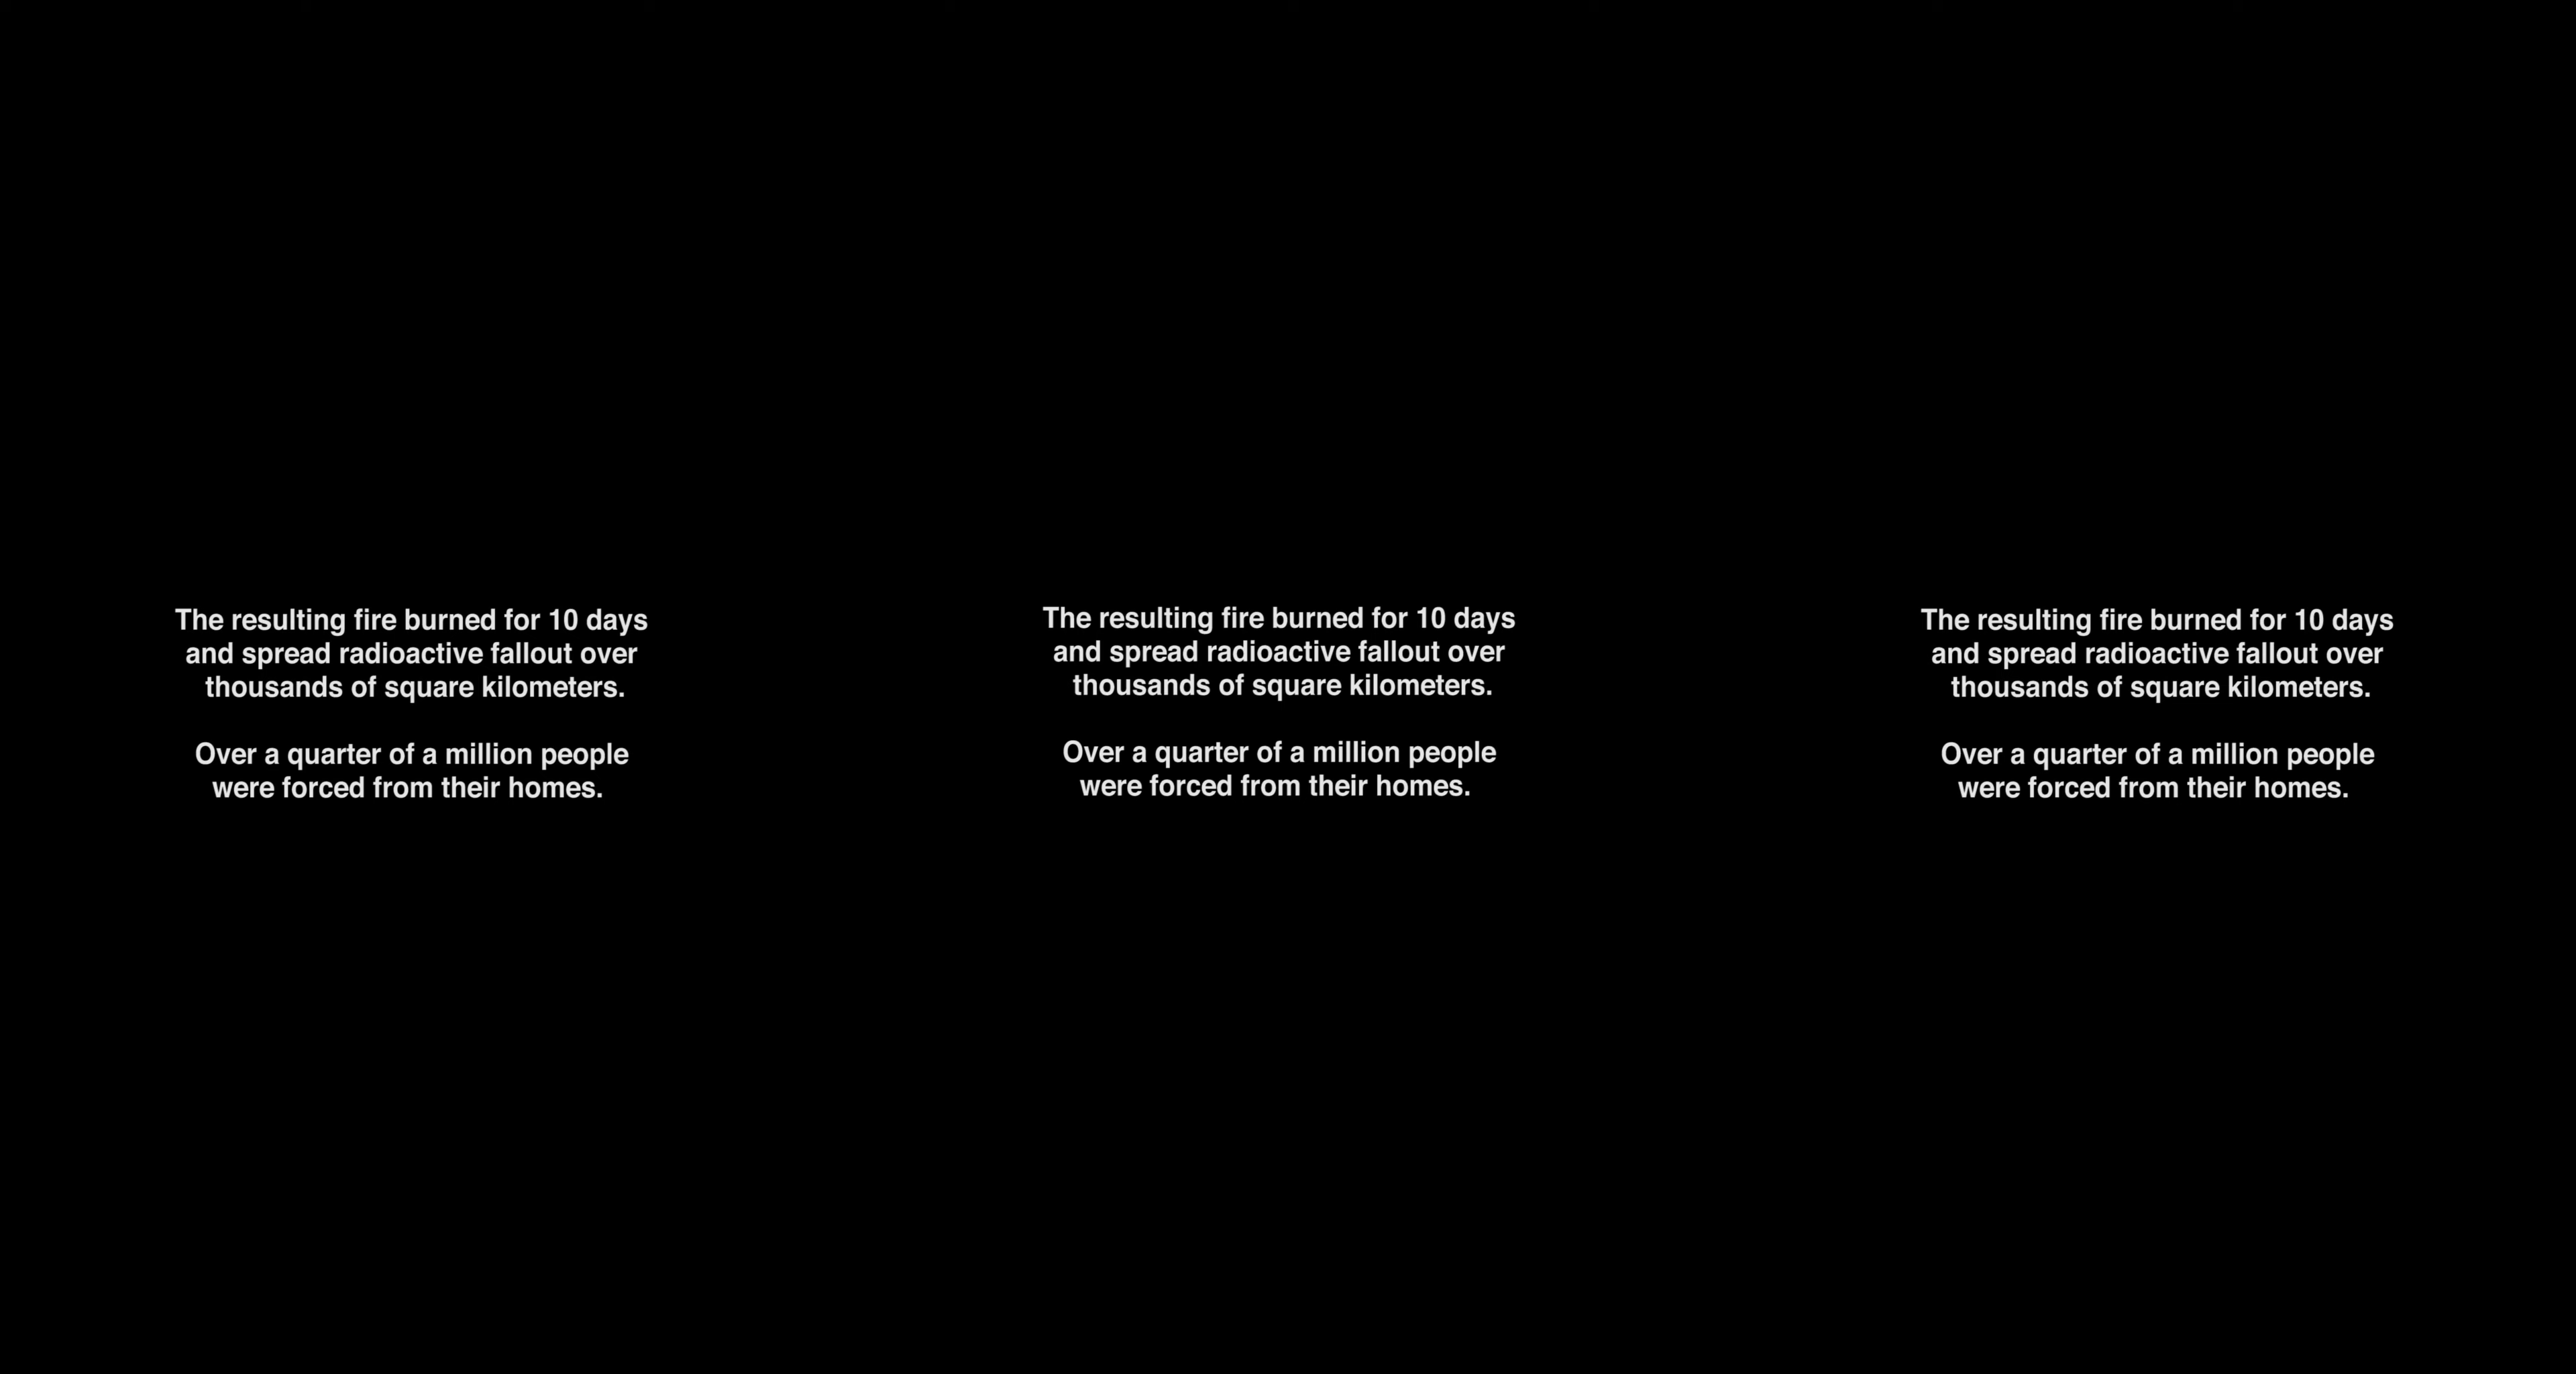 The resulting fire burned for 10 days
and spread radioactive fallout over
thousands of square kilometers.
Over a quarter of a million people
were forced from their homes.
The resulting fire burned for 10 days
and spread radioactive fallout over
thousands of square kilometers.
Over a quarter of a million people
were forced from their homes.
The resulting fire burned for 10 days
and spread radioactive fallout over
thousands of square kilometers.
Over a quarter of a million people
were forced from their homes.